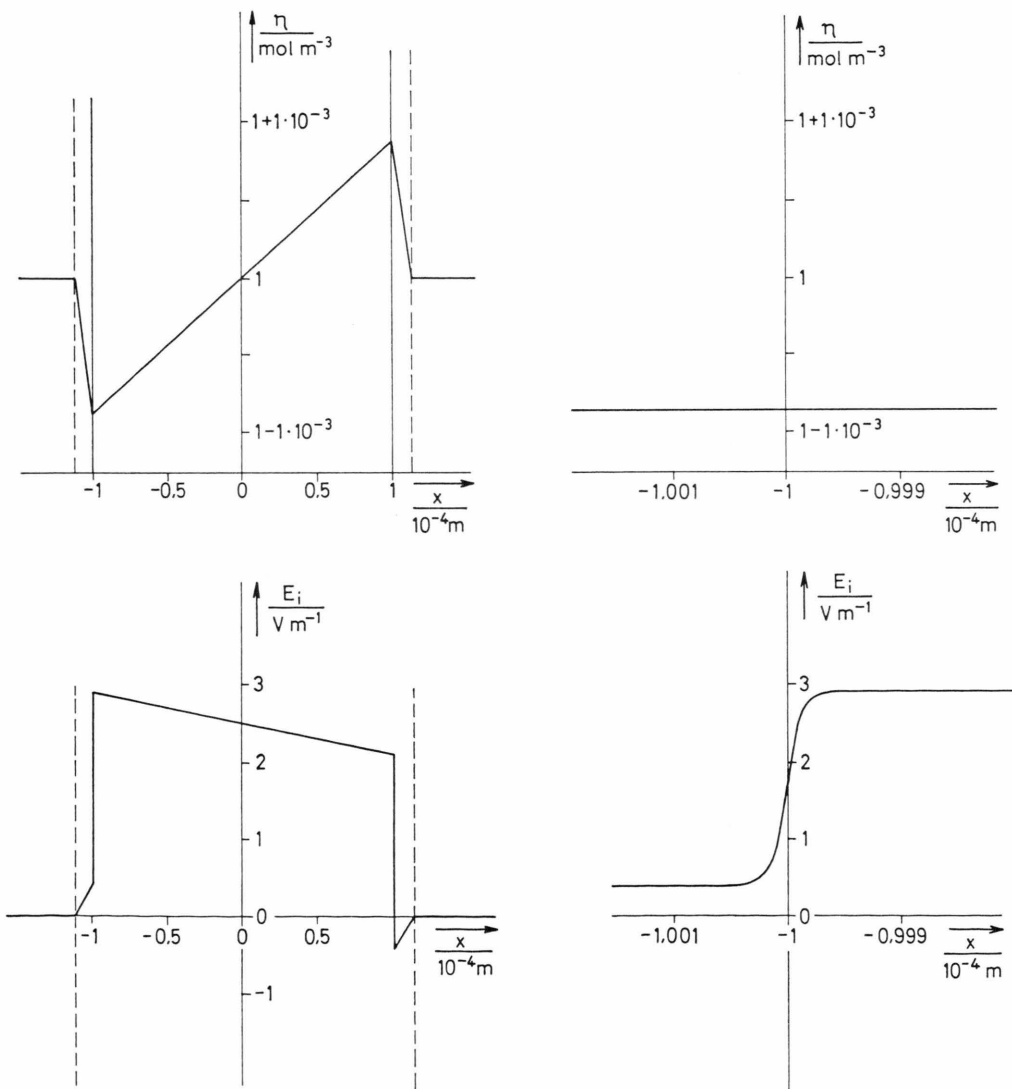 η
mol m⁻³
1+1·10⁻³
1
1−1·10⁻³
-1 -0.5 0 0.5 1
x
10⁻⁴m
η
mol m⁻³
1+1·10⁻³
1
1−1·10⁻³
-1.001 -1 -0.999
x
10⁻⁴m
Eᵢ
V m⁻¹
3
2
1
0
-1 -0.5 0 0.5
x
10⁻⁴m
-1
Eᵢ
V m⁻¹
3
2
1
0
-1.001 -1 -0.999
x
10⁻⁴ m